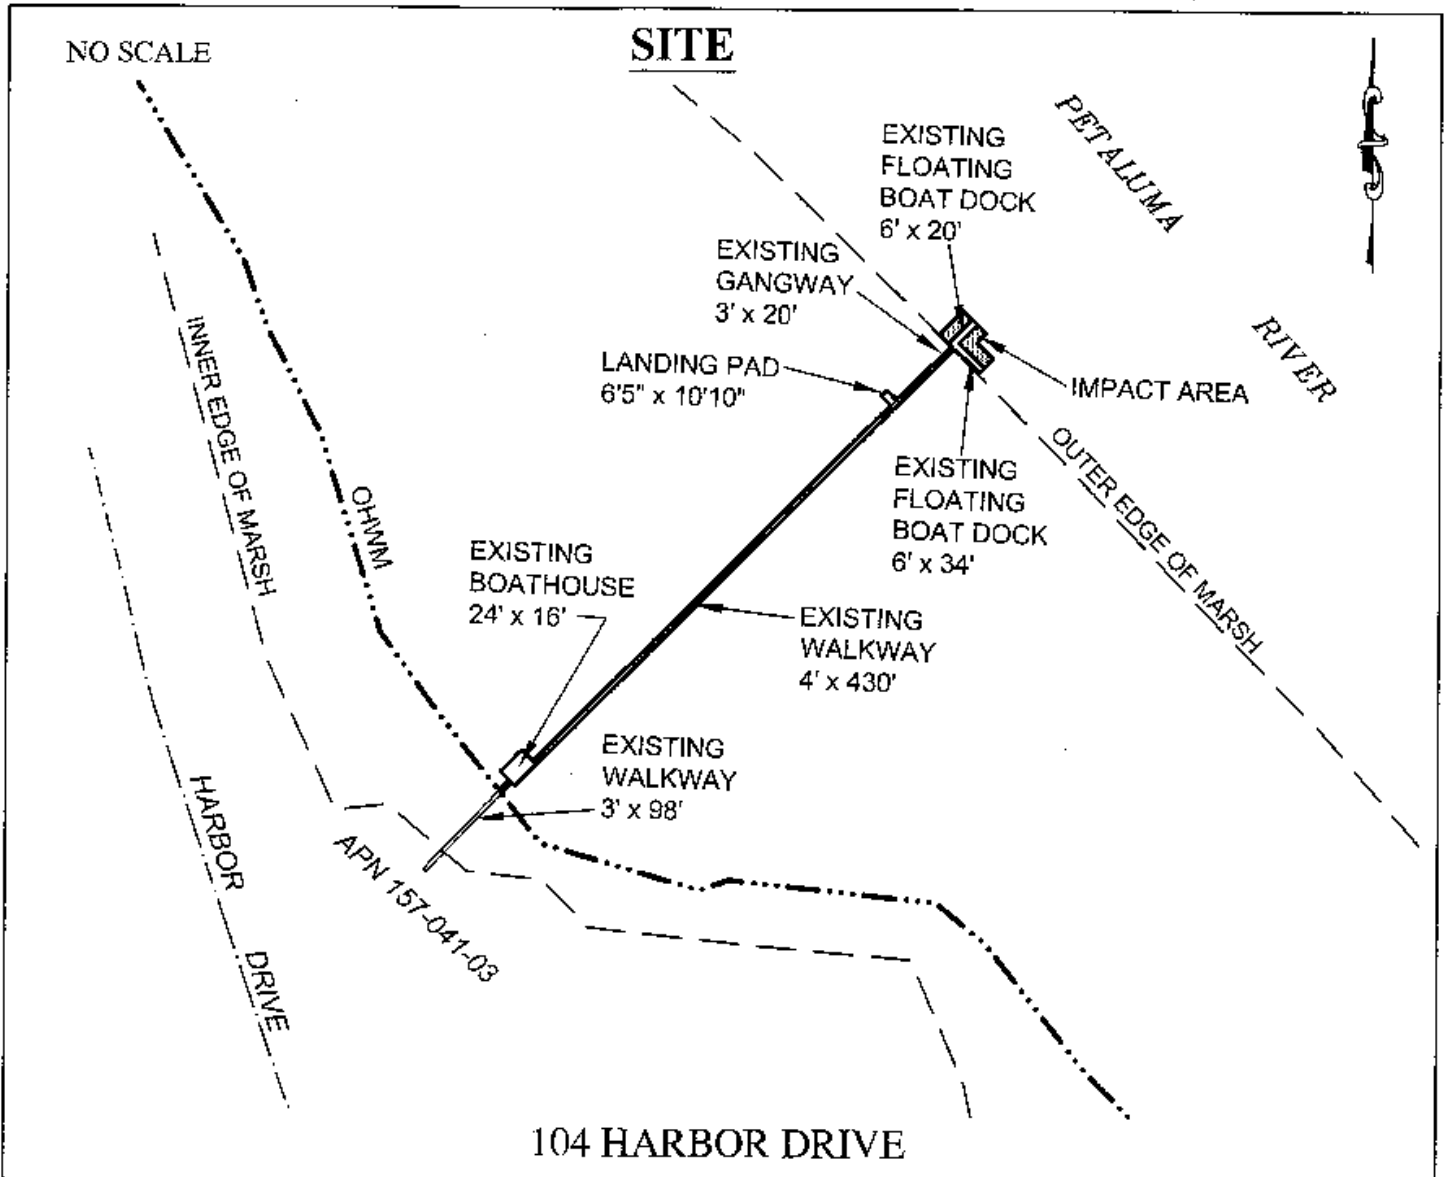 NO SCALE
SITE
PETALUMA
RIVER
EXISTING
FLOATING
BOAT DOCK
6' x 20'
EXISTING
GANGWAY
3' x 20'
LANDING PAD
6'5" x 10'10"
IMPACT AREA
EXISTING
FLOATING
BOAT DOCK
6' x 34'
OUTER EDGE OF MARSH
INNER EDGE OF MARSH
OHWM
EXISTING
BOATHOUSE
24' x 16'
EXISTING
WALKWAY
4' x 430'
EXISTING
WALKWAY
3' x 98'
APN 157-041-03
HARBOR DRIVE
104 HARBOR DRIVE